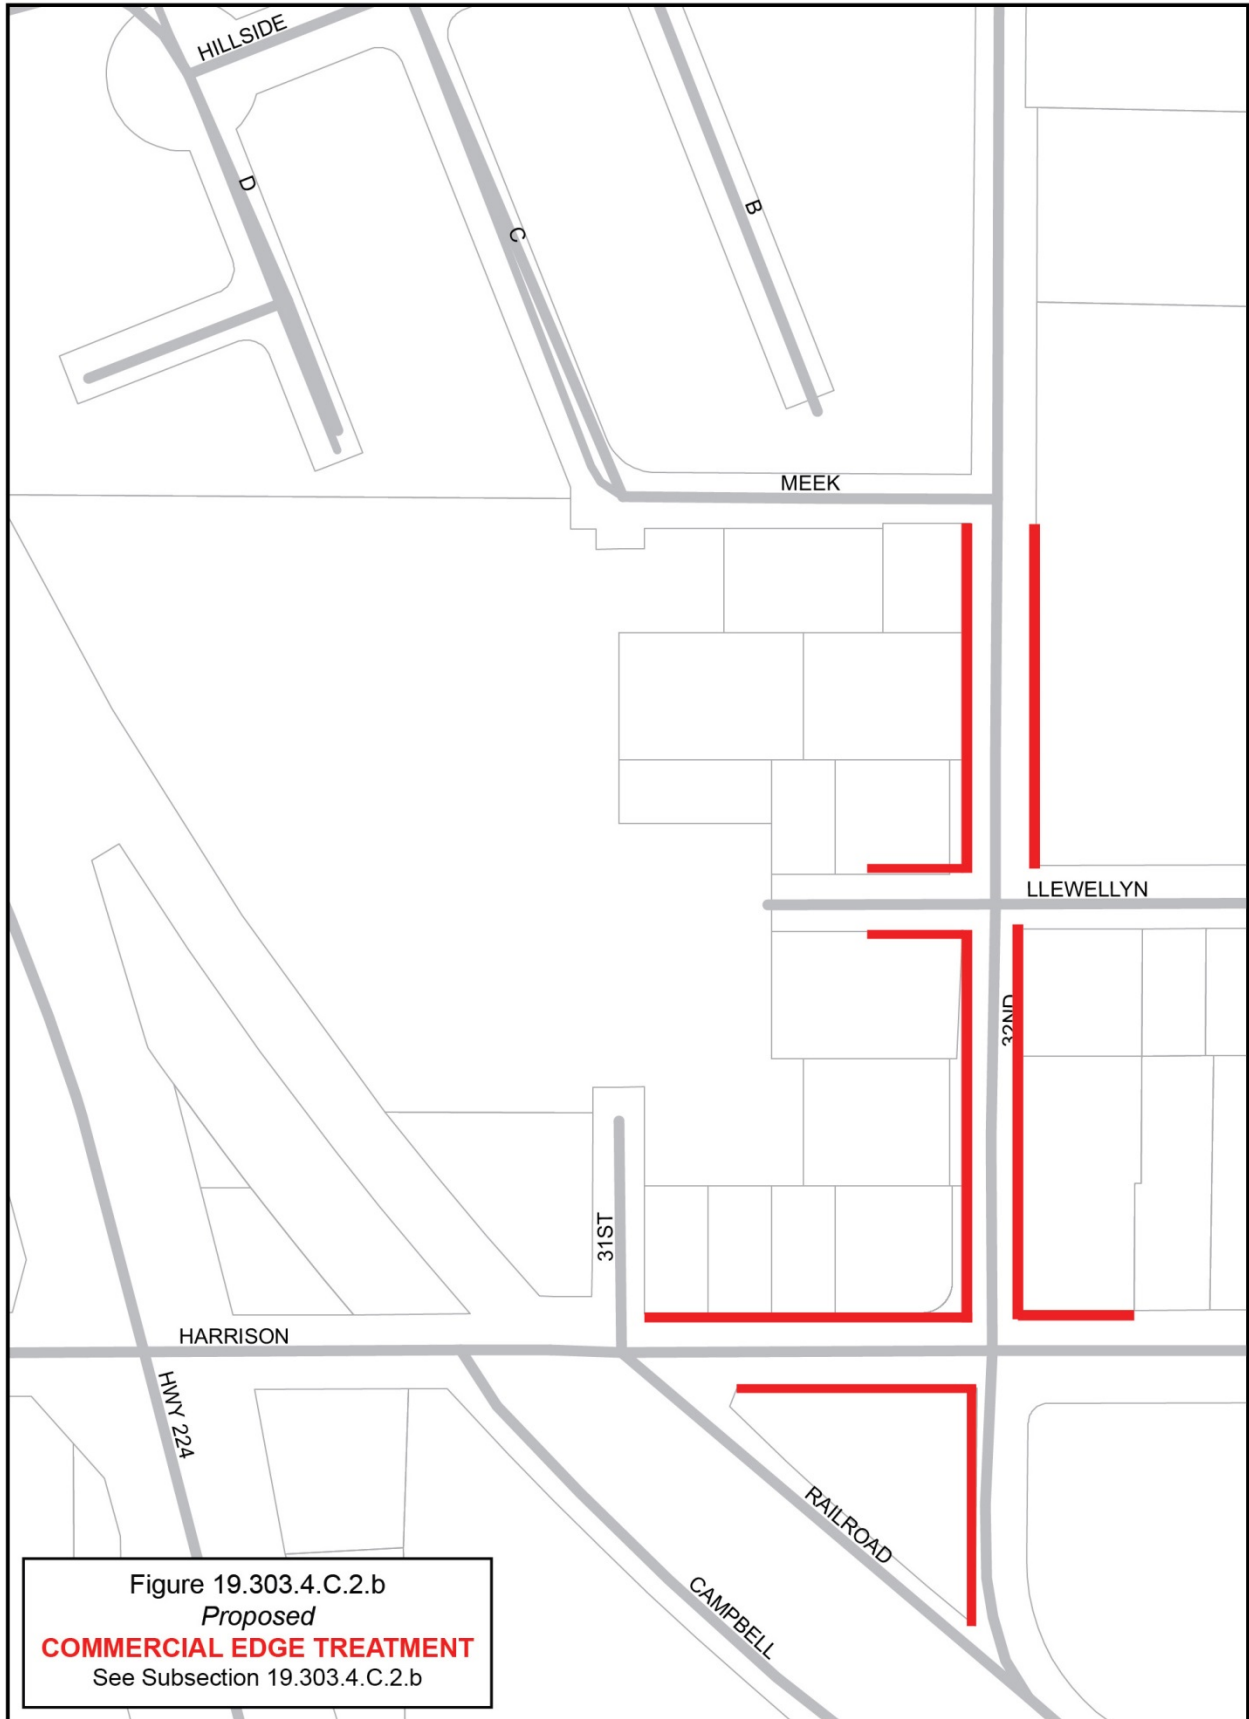 HILLSIDE
D
C
B
MEEK
LLEWELLYN
32ND
31ST
HARRISON
HWY 224
RAILROAD
CAMPBELL
Figure 19.303.4.C.2.b
Proposed
COMMERCIAL EDGE TREATMENT
See Subsection 19.303.4.C.2.b